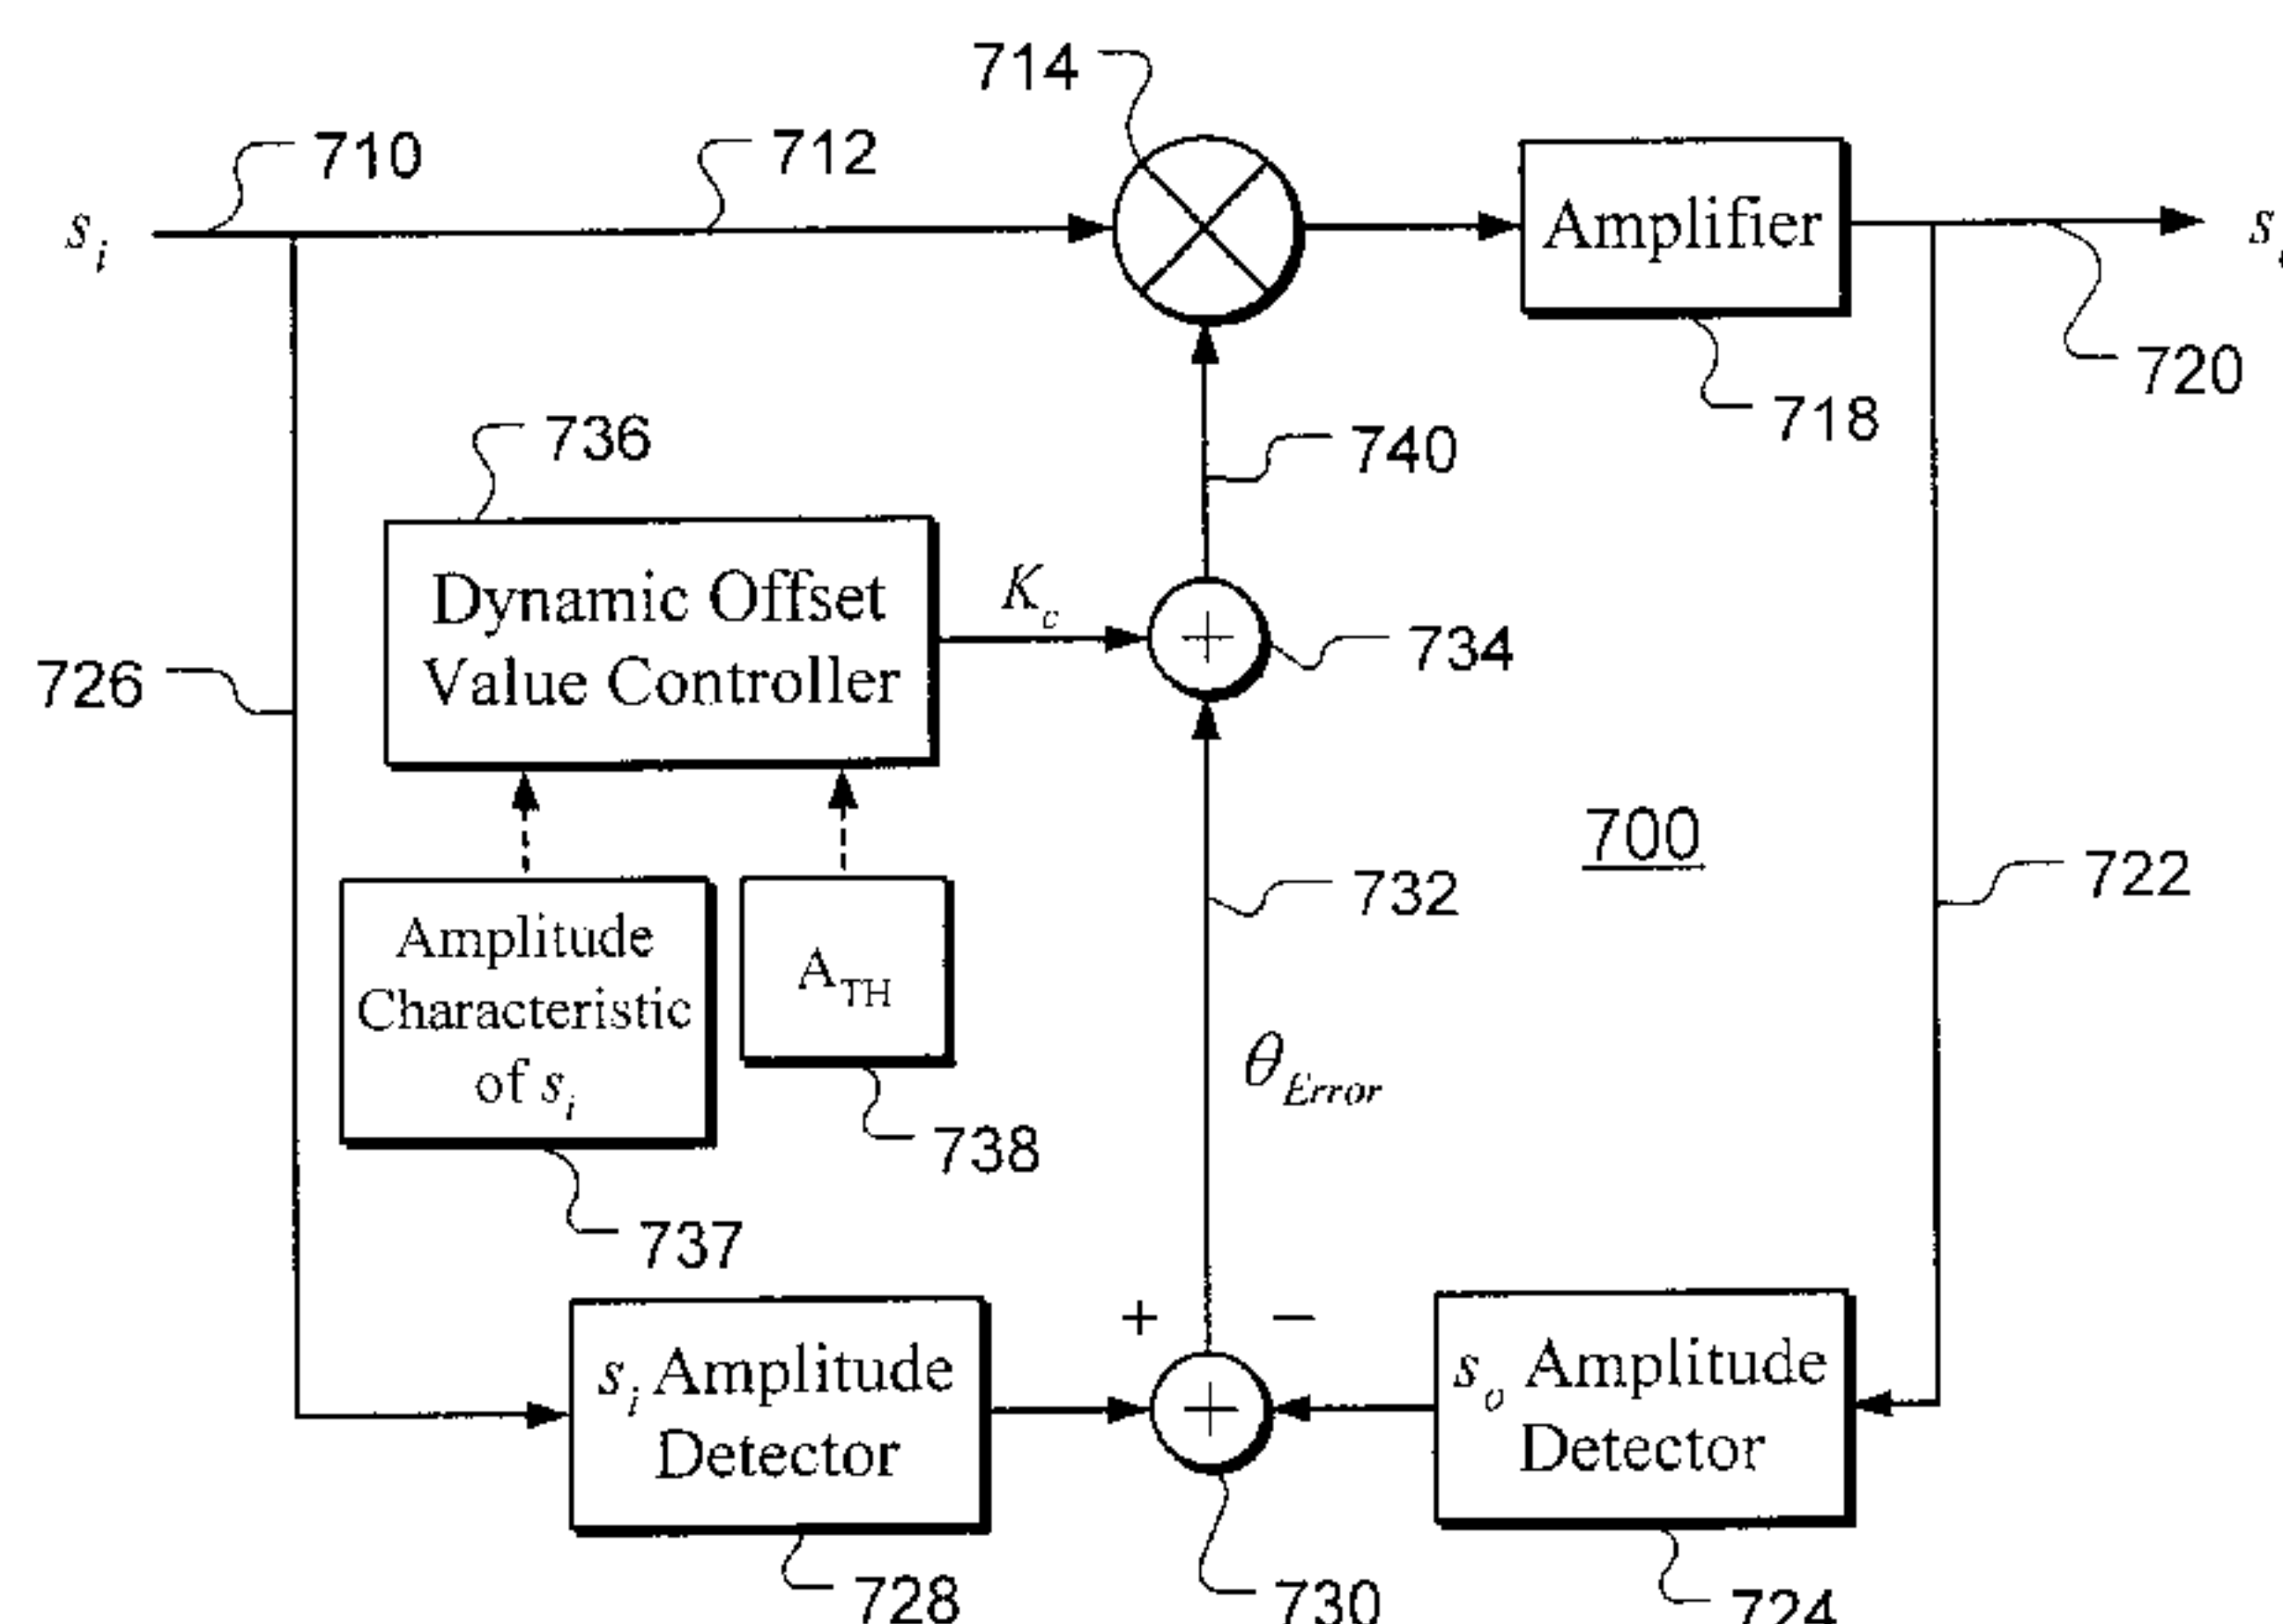 714
710
712
s_i
Amplifier
s
720
718
736
740
Dynamic Offset
Value Controller
K_c
734
726
700
722
732
Amplitude
Characteristic
of s_i
A_TH
θ_Error
738
737
+
−
s_i Amplitude
Detector
+
s_o Amplitude
Detector
+
728
730
724